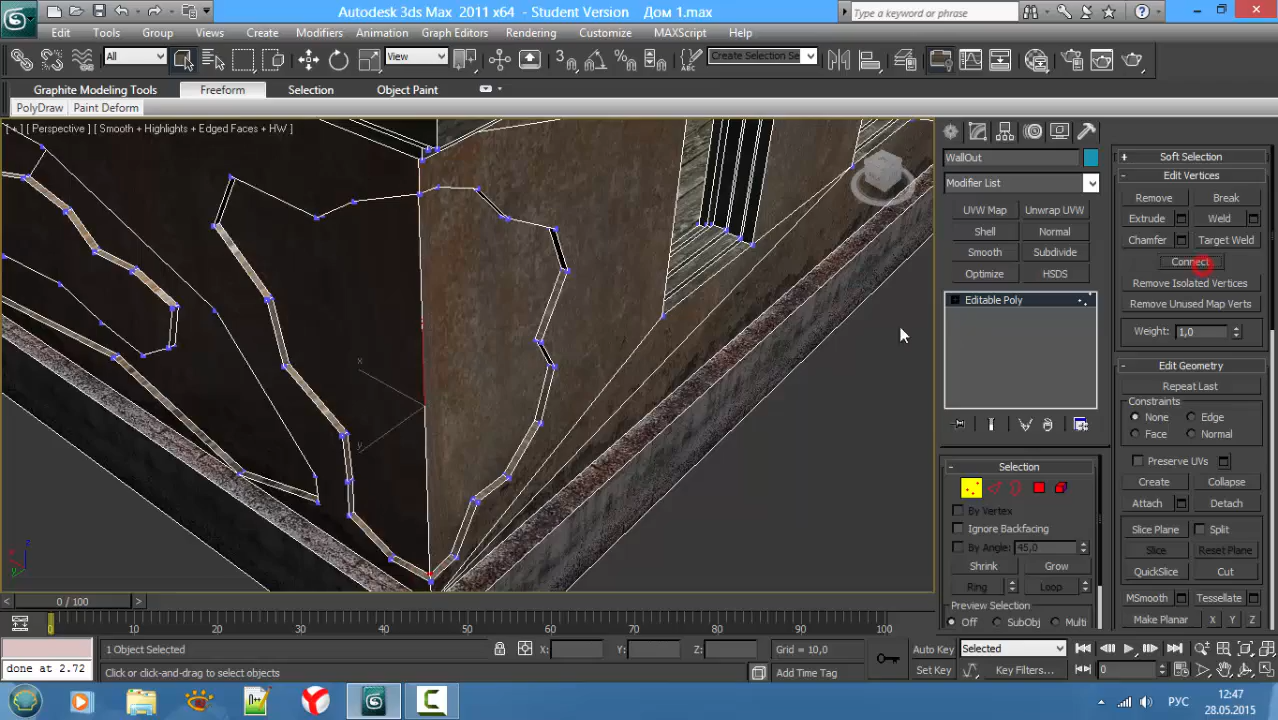 Autodesk 3ds Max 2011 x64 - Student Version Дом 1.max
Type a keyword or phrase
Edit Tools Group Views Create Modifiers Animation Graph Editors Rendering Customize MAXScript Help
All View Create Selection Se
Graphite Modeling Tools Freeform Selection Object Paint
PolyDraw Paint Deform
[ + ] [ Perspective ] [ Smooth + Highlights + Edged Faces + HW ]
WallOut
Modifier List
UVW Map Unwrap UVW
Shell Normal
Smooth Subdivide
Optimize HSDS
Editable Poly
Selection
By Vertex
Ignore Backfacing
By Angle: 45,0
Shrink Grow
Ring Loop
Preview Selection
Off SubObj Multi
Soft Selection
Edit Vertices
Remove Break
Extrude Weld
Chamfer Target Weld
Connect
Remove Isolated Vertices
Remove Unused Map Verts
Weight: 1,0
Edit Geometry
Repeat Last
Constraints
None Edge
Face Normal
Preserve UVs
Create Collapse
Attach Detach
Slice Plane Split
Slice Reset Plane
QuickSlice Cut
MSmooth Tessellate
Make Planar X Y Z
x
y
z
x
y
< 0 / 100 >
0 10 20 30 40 50 60 70 80 90 100
1 Object Selected X: Y: Z: Grid = 10,0 Auto Key Selected
done at 2.72 Click or click-and-drag to select objects Add Time Tag Set Key Key Filters... 0
РУС
12:47
28.05.2015